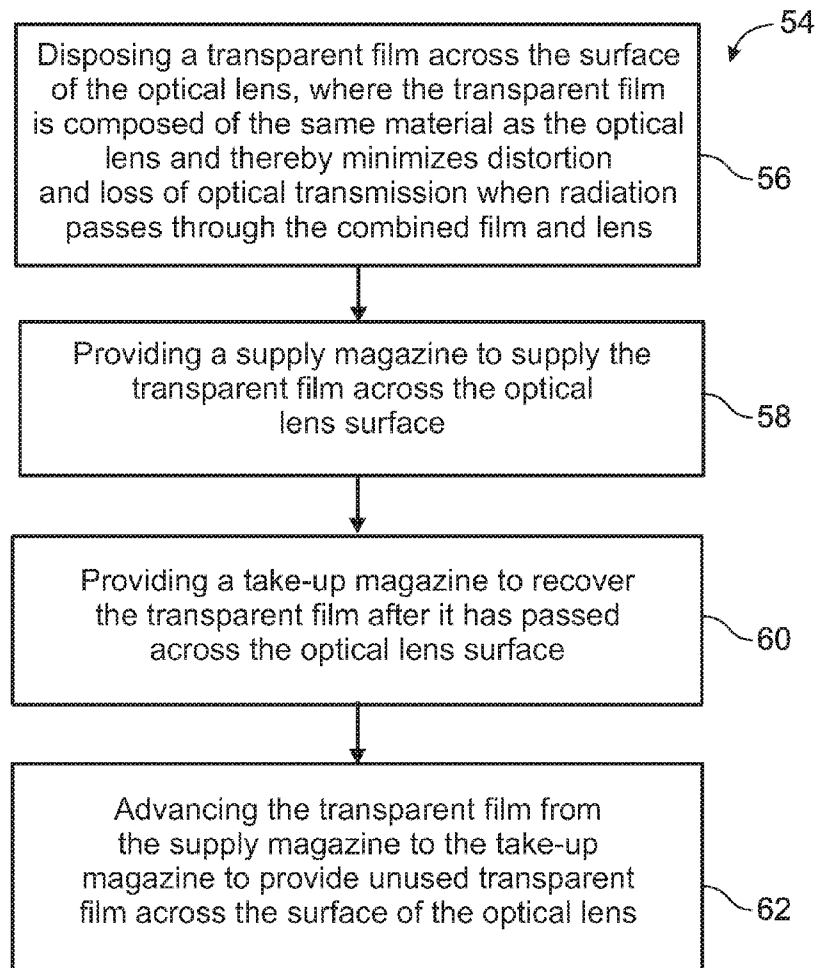 54
Disposing a transparent film across the surface
of the optical lens, where the transparent film
is composed of the same material as the optical
lens and thereby minimizes distortion
and loss of optical transmission when radiation
passes through the combined film and lens
56
Providing a supply magazine to supply the
transparent film across the optical
lens surface
58
Providing a take-up magazine to recover
the transparent film after it has passed
across the optical lens surface
60
Advancing the transparent film from
the supply magazine to the take-up
magazine to provide unused transparent
film across the surface of the optical lens
62